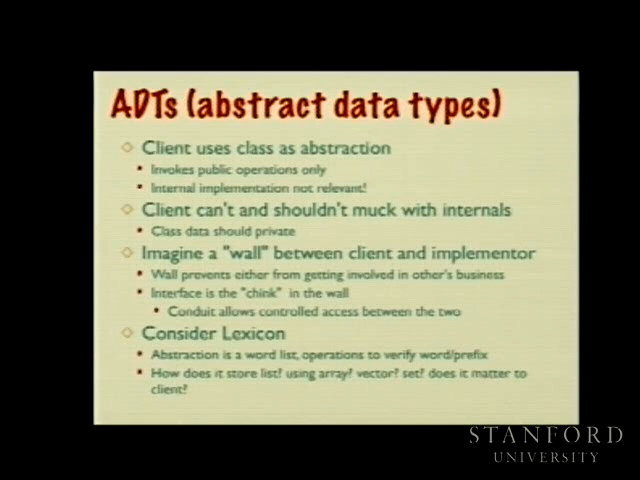 ADTs (abstract data types)
Client uses class as abstraction
Invokes public operations only
Internal implementation not relevant!
Client can't and shouldn't muck with internals
Class data should private
Imagine a "wall" between client and implementor
Wall prevents either from getting involved in other's business
Interface is the "chink" in the wall
Conduit allows controlled access between the two
Consider Lexicon
Abstraction is a word list, operations to verify word/prefix
How does it store list? using array? vector? set? does it matter to
client?
STANFORD
UNIVERSITY